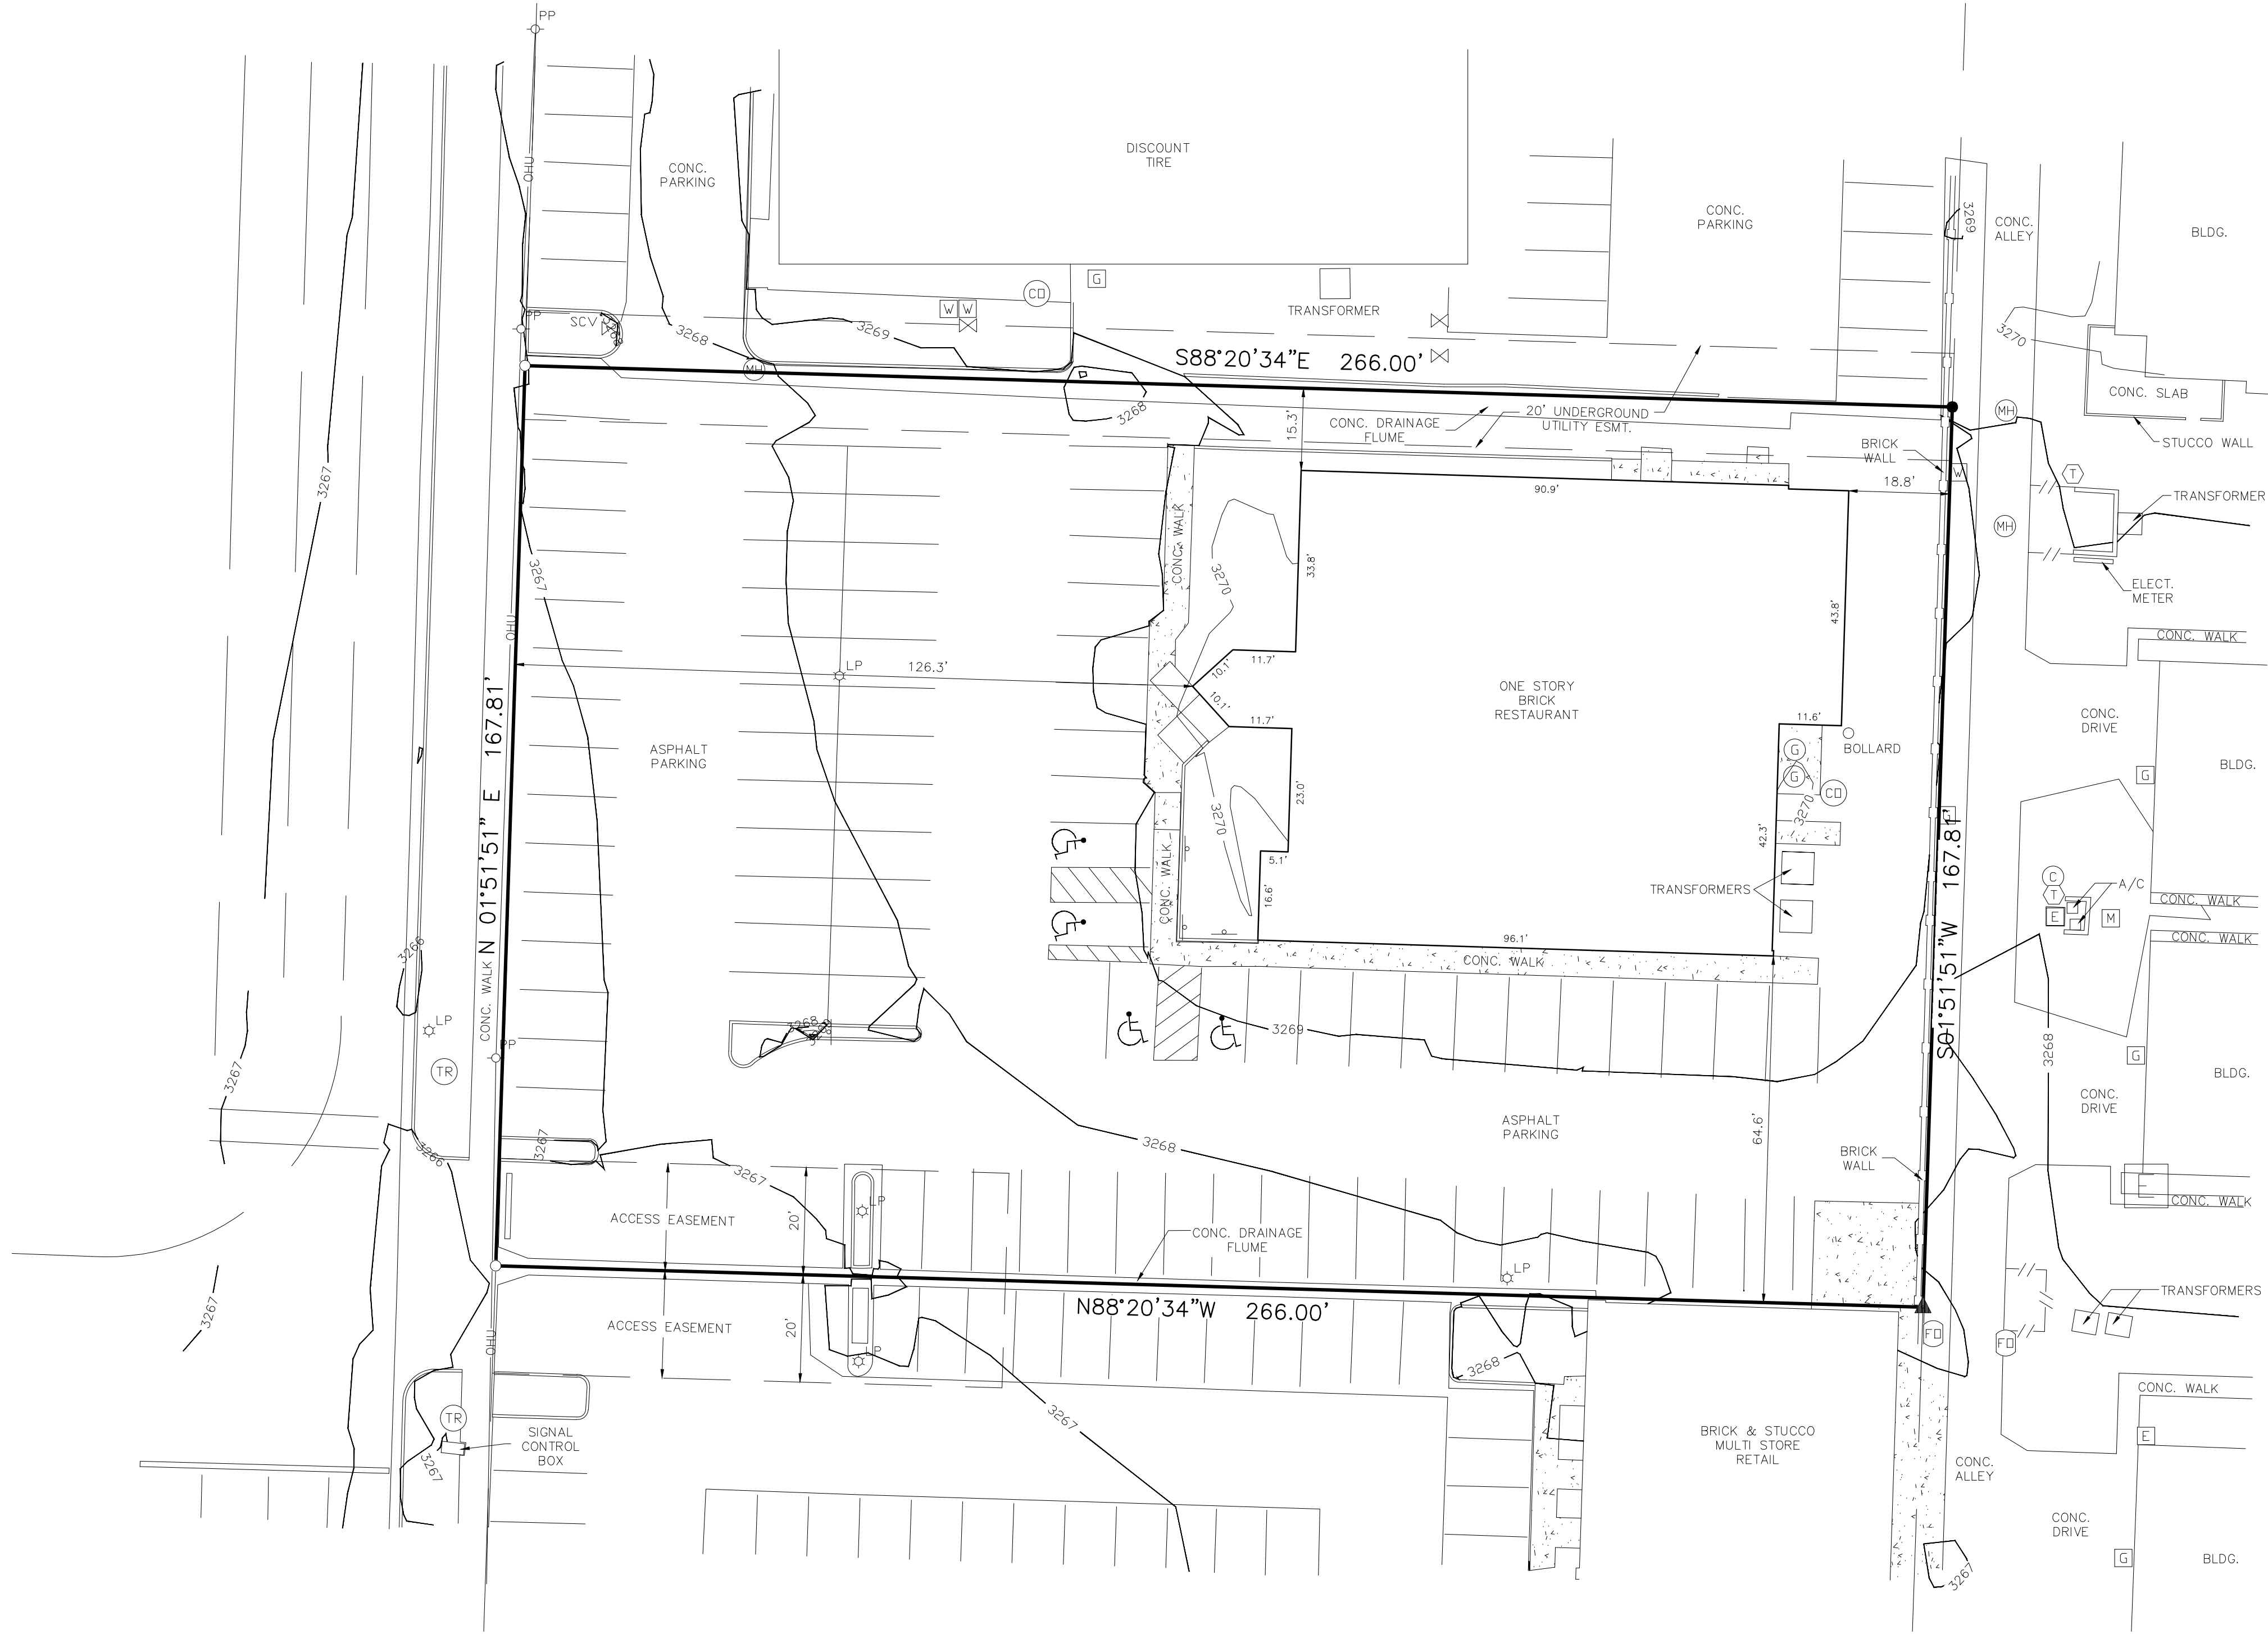 PP
OHU
CONC.
PARKING
DISCOUNT
TIRE
CONC.
PARKING
3269
CONC.
ALLEY
BLDG.
G
CO
W W
TRANSFORMER
PP
SCV
3268
3269
3270
MH
S88°20'34"E 266.00'
CONC. SLAB
3268
15.3'
CONC. DRAINAGE
FLUME
20' UNDERGROUND
UTILITY ESMT.
MH
BRICK
WALL
STUCCO WALL
W
T
18.8'
90.9'
TRANSFORMER
3267
MH
CONC. WALK
3267
3270
33.8'
43.8'
ELECT.
METER
OHU
CONC. WALK
LP
126.3'
10.1'
11.7'
ONE STORY
BRICK
RESTAURANT
10.1'
11.7'
11.6'
CONC.
DRIVE
ASPHALT
PARKING
N 01°51'51" E 167.81'
G
BOLLARD
G
CO
G
BLDG.
3270
23.0'
3270
G
42.3'
S01°51'51"W 167.81'
CONC. WALK
5.1'
16.6'
TRANSFORMERS
C
T
A/C
E
M
CONC. WALK
96.1'
CONC. WALK
CONC. WALK
3266
CONC. WALK
LP
3268
3269
3268
PP
TR
3267
G
BLDG.
CONC.
DRIVE
ASPHALT
PARKING
64.6'
3266
3267
3268
BRICK
WALL
3267
E
CONC. WALK
ACCESS EASEMENT
20'
LP
CONC. DRAINAGE
FLUME
LP
TRANSFORMERS
3267
N88°20'34"W 266.00'
ACCESS EASEMENT
20'
OHU
LP
FO
FO
3268
CONC. WALK
3267
TR
SIGNAL
CONTROL
BOX
3267
BRICK & STUCCO
MULTI STORE
RETAIL
E
CONC.
ALLEY
CONC.
DRIVE
G
BLDG.
3267